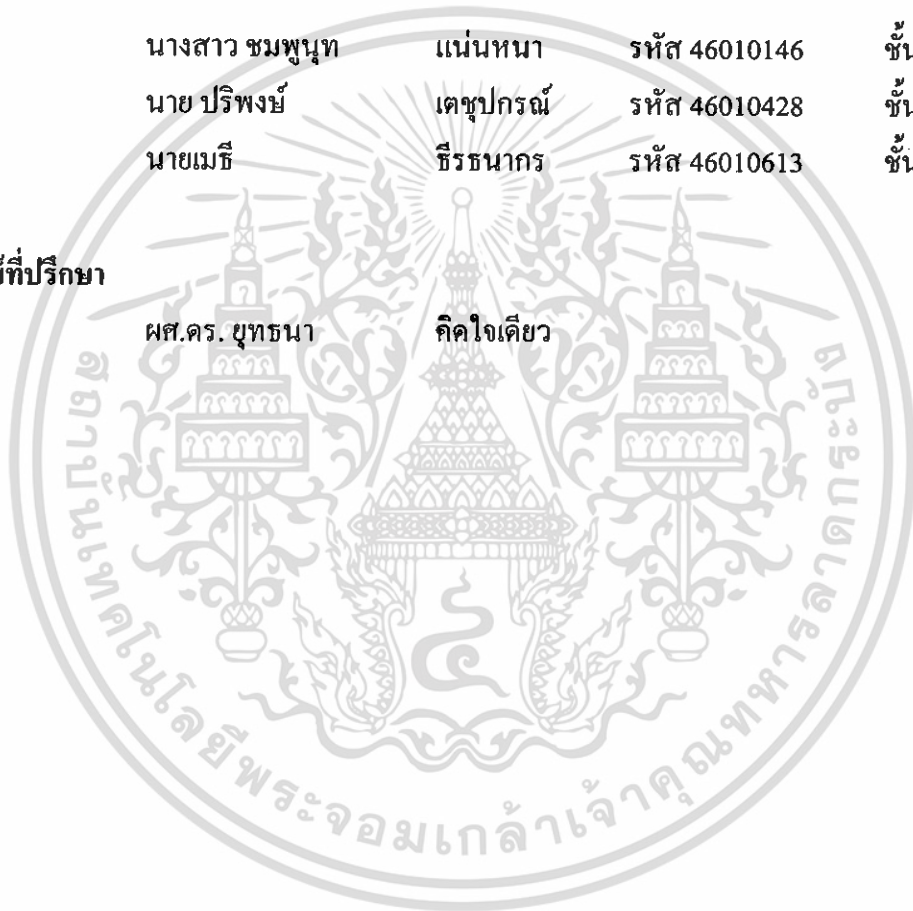 นางสาว ชมพูนุท แน่นหนา รหัส 46010146 ชั้น
นาย ปริพงษ์ เตชุปกรณ์ รหัส 46010428 ชั้น
นายเมธี ธีรธนากร รหัส 46010613 ชั้น
ที่ปรึกษา
ผศ.ดร. ยุทธนา คิดใจเดียว
สถาบันเทคโนโลยีพระจอมเกล้าเจ้าคุณทหารลาดกระบัง
๔